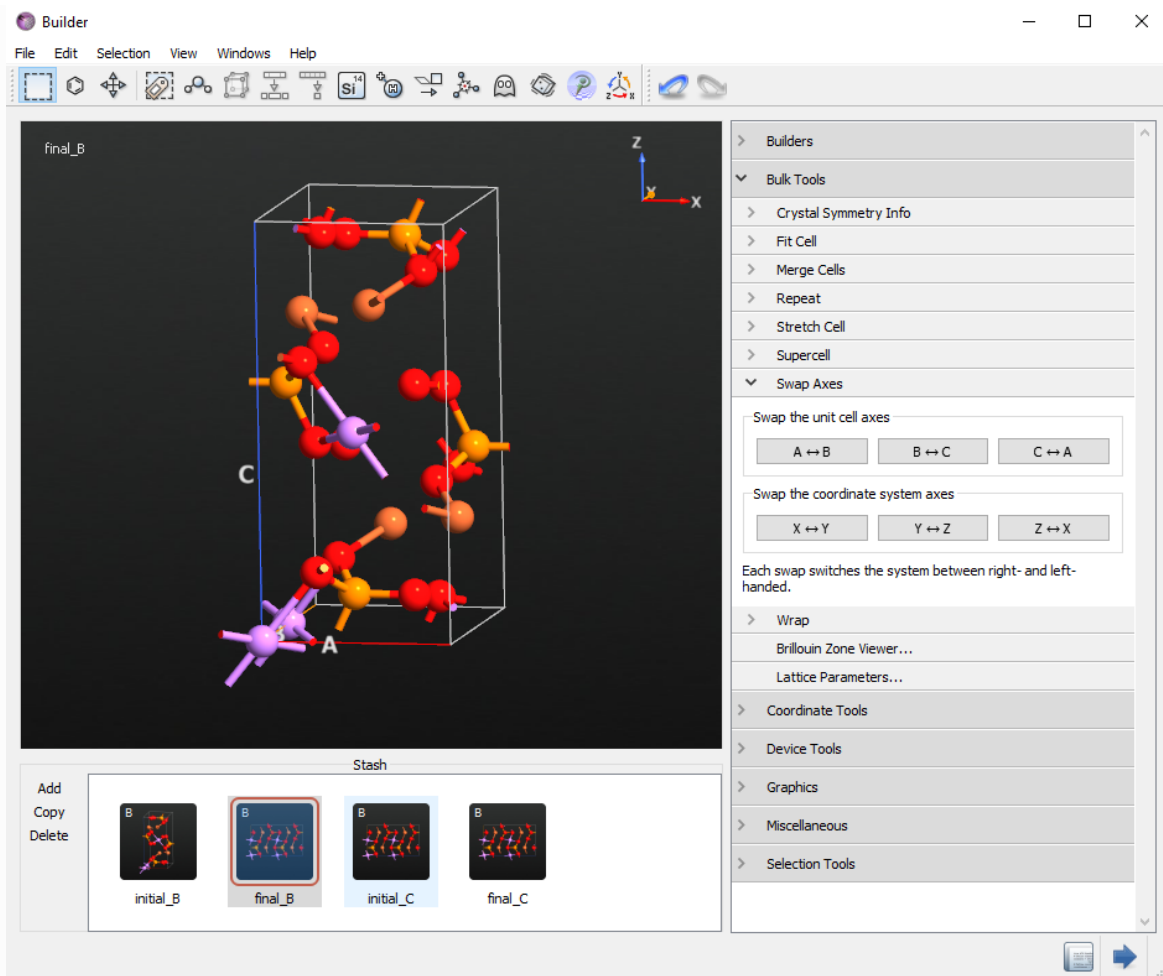 Builder
File Edit Selection View Windows Help
Si 14
H
Z Y X
final_B
Z
Y
X
C
B
A
Builders
Bulk Tools
Crystal Symmetry Info
Fit Cell
Merge Cells
Repeat
Stretch Cell
Supercell
Swap Axes
Swap the unit cell axes
A ↔ B B ↔ C C ↔ A
Swap the coordinate system axes
X ↔ Y Y ↔ Z Z ↔ X
Each swap switches the system between right- and left-
handed.
Wrap
Brillouin Zone Viewer...
Lattice Parameters...
Coordinate Tools
Device Tools
Graphics
Miscellaneous
Selection Tools
Stash
Add
Copy
Delete
B B B B
initial_B final_B initial_C final_C